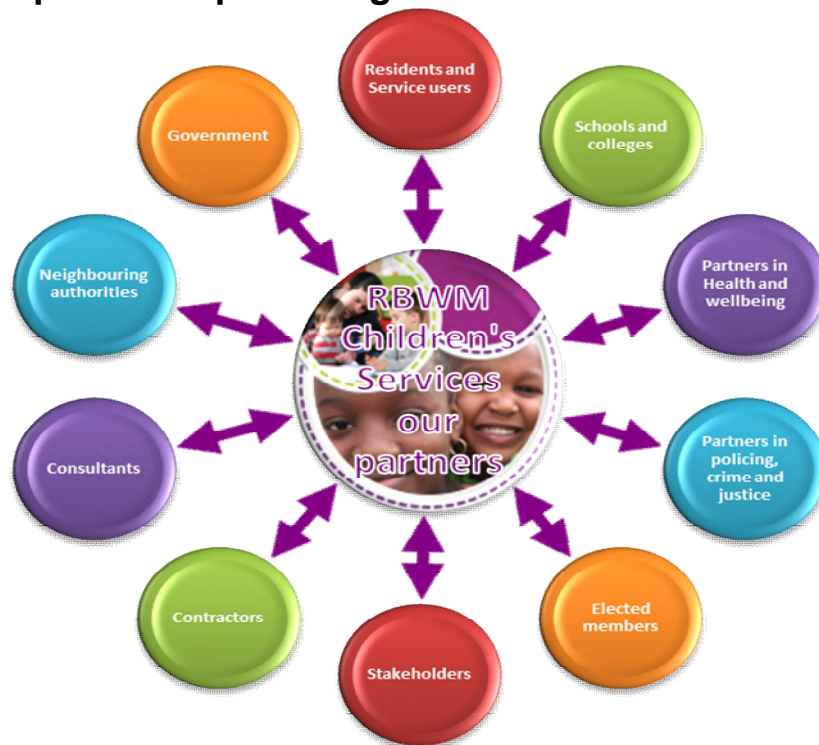 Residents and
Service users
Schools and
colleges
Partners in Health and
wellbeing
Partners in
policing,
crime and
justice
Elected
members
Stakeholders
Contractors
Consultants
Neighbouring
authorities
Government
RBWM
Children's
Services
our
partners